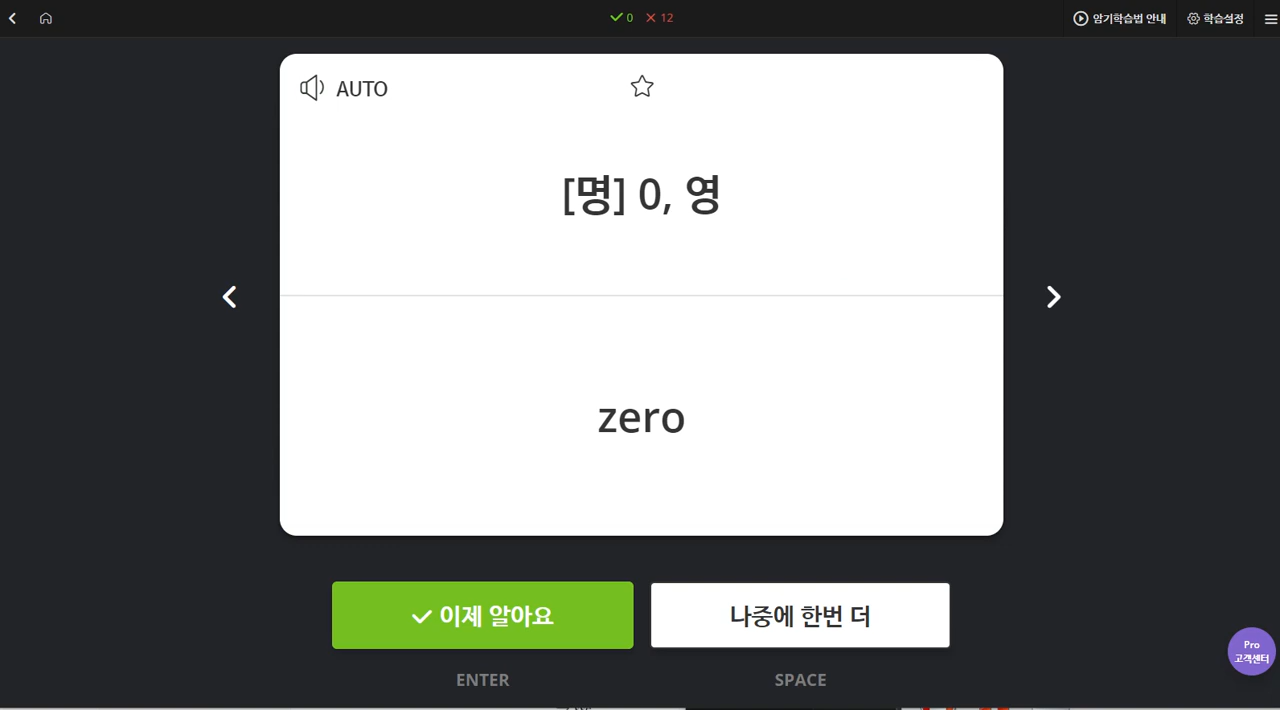 0 12 암기학습법 안내 학습설정
AUTO
[명] 0, 영
zero
이제 알아요
나중에 한번 더
ENTER
SPACE
Pro
고객센터